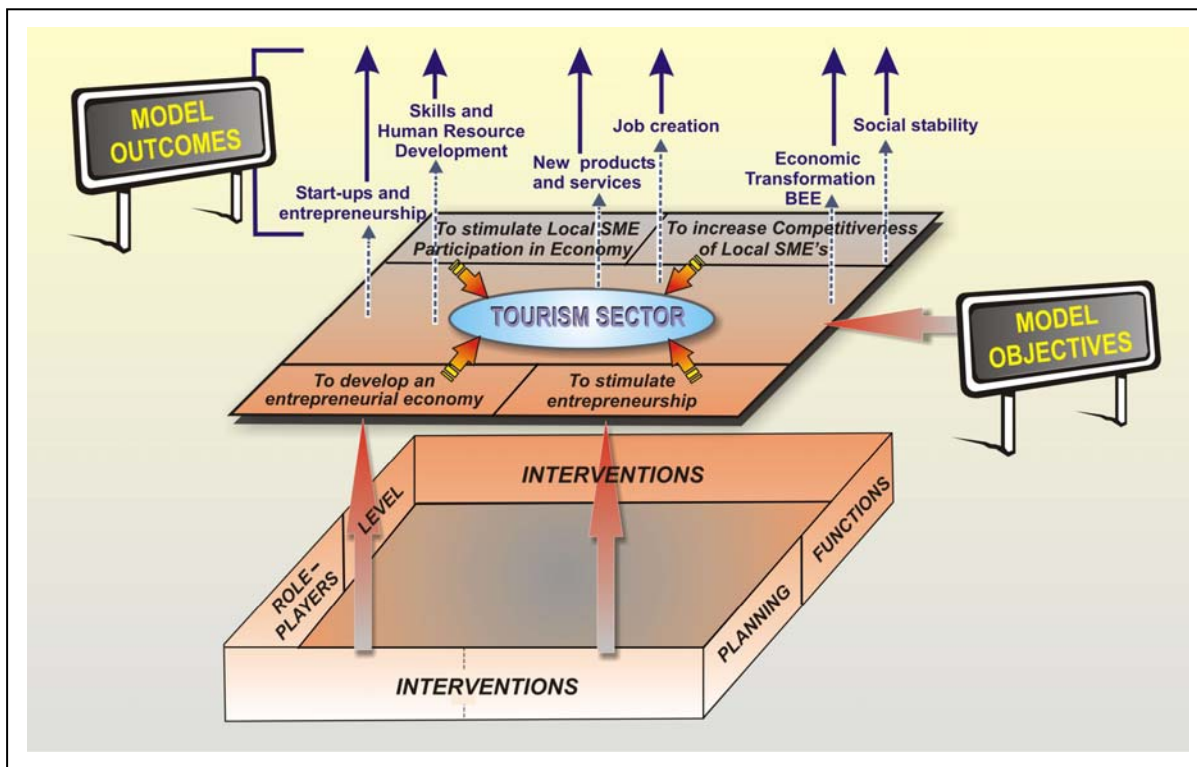 MODEL
OUTCOMES
Start-ups and
entrepreneurship
Skills and
Human Resource
Development
New products
and services
Job creation
Economic
Transformation
BEE
Social stability
To stimulate Local SME
Participation in Economy
To increase Competitiveness
of Local SME's
TOURISM SECTOR
MODEL
OBJECTIVES
To develop an
entrepreneurial economy
To stimulate
entrepreneurship
INTERVENTIONS
LEVEL
ROLE–
PLAYERS
FUNCTIONS
PLANNING
INTERVENTIONS